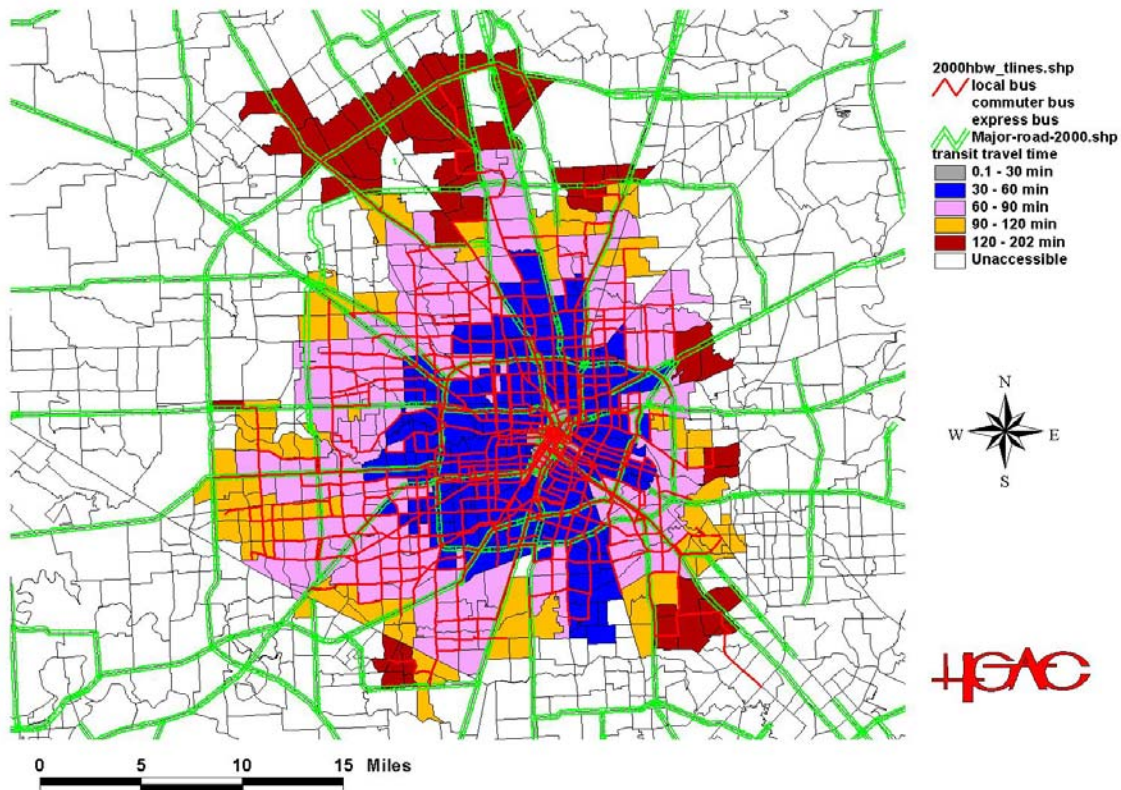 2000hbw_tlines.shp
local bus
commuter bus
express bus
Major-road-2000.shp
transit travel time
0.1 - 30 min
30 - 60 min
60 - 90 min
90 - 120 min
120 - 202 min
Unaccessible
N
W E
S
HGAC
0 5 10 15 Miles